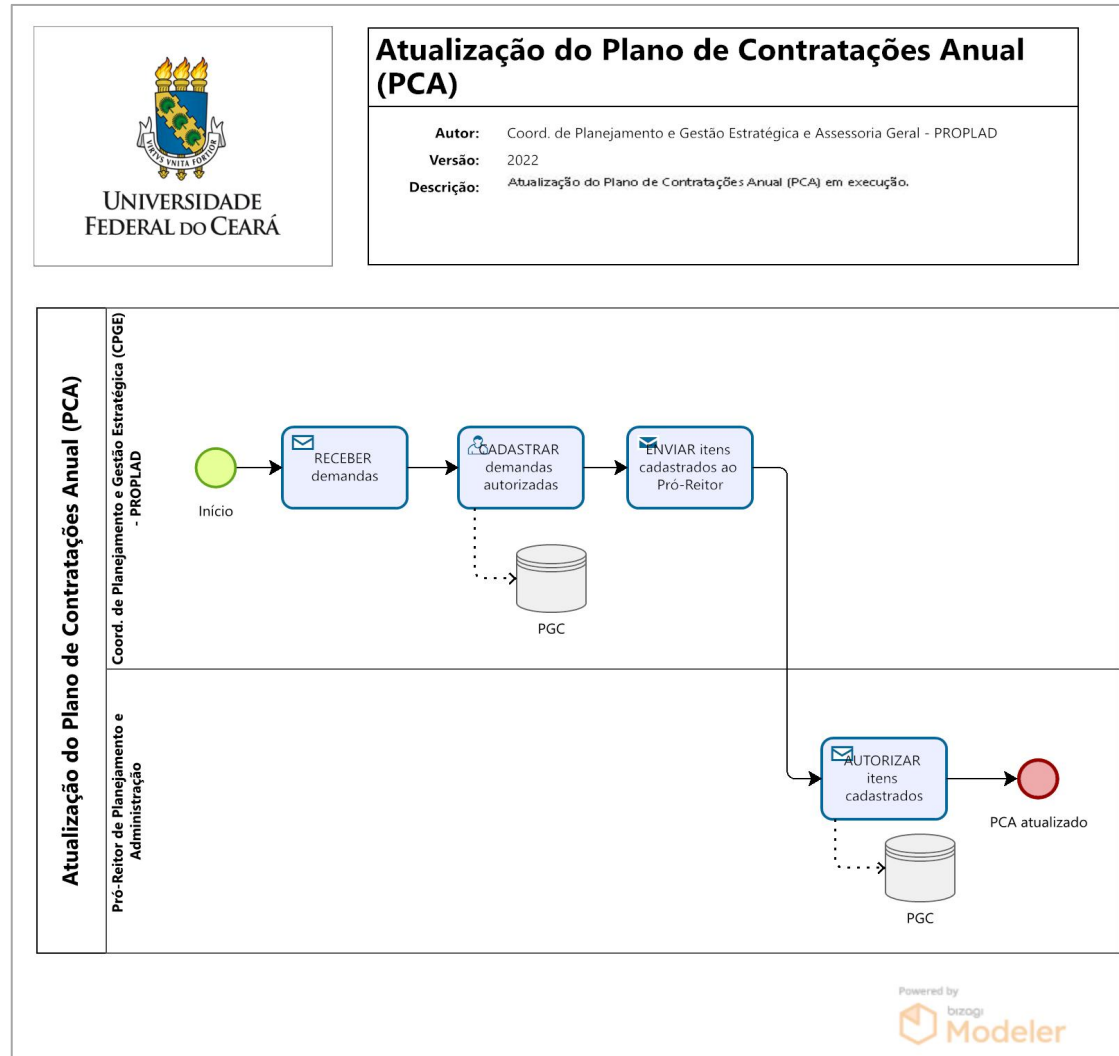 VIRTVS VNITA FORTIOR
UNIVERSIDADE
FEDERAL DO CEARÁ
Atualização do Plano de Contratações Anual
(PCA)
Autor: Coord. de Planejamento e Gestão Estratégica e Assessoria Geral - PROPLAD
Versão: 2022
Descrição: Atualização do Plano de Contratações Anual (PCA) em execução.
Atualização do Plano de Contratações Anual (PCA)
Coord. de Planejamento e Gestão Estratégica (CPGE)
- PROPLAD
Início
RECEBER
demandas
CADASTRAR
demandas
autorizadas
ENVIAR itens
cadastrados ao
Pró-Reitor
PGC
Pró-Reitor de Planejamento e
Administração
AUTORIZAR
itens
cadastrados
PCA atualizado
PGC
Powered by
bizagi
Modeler